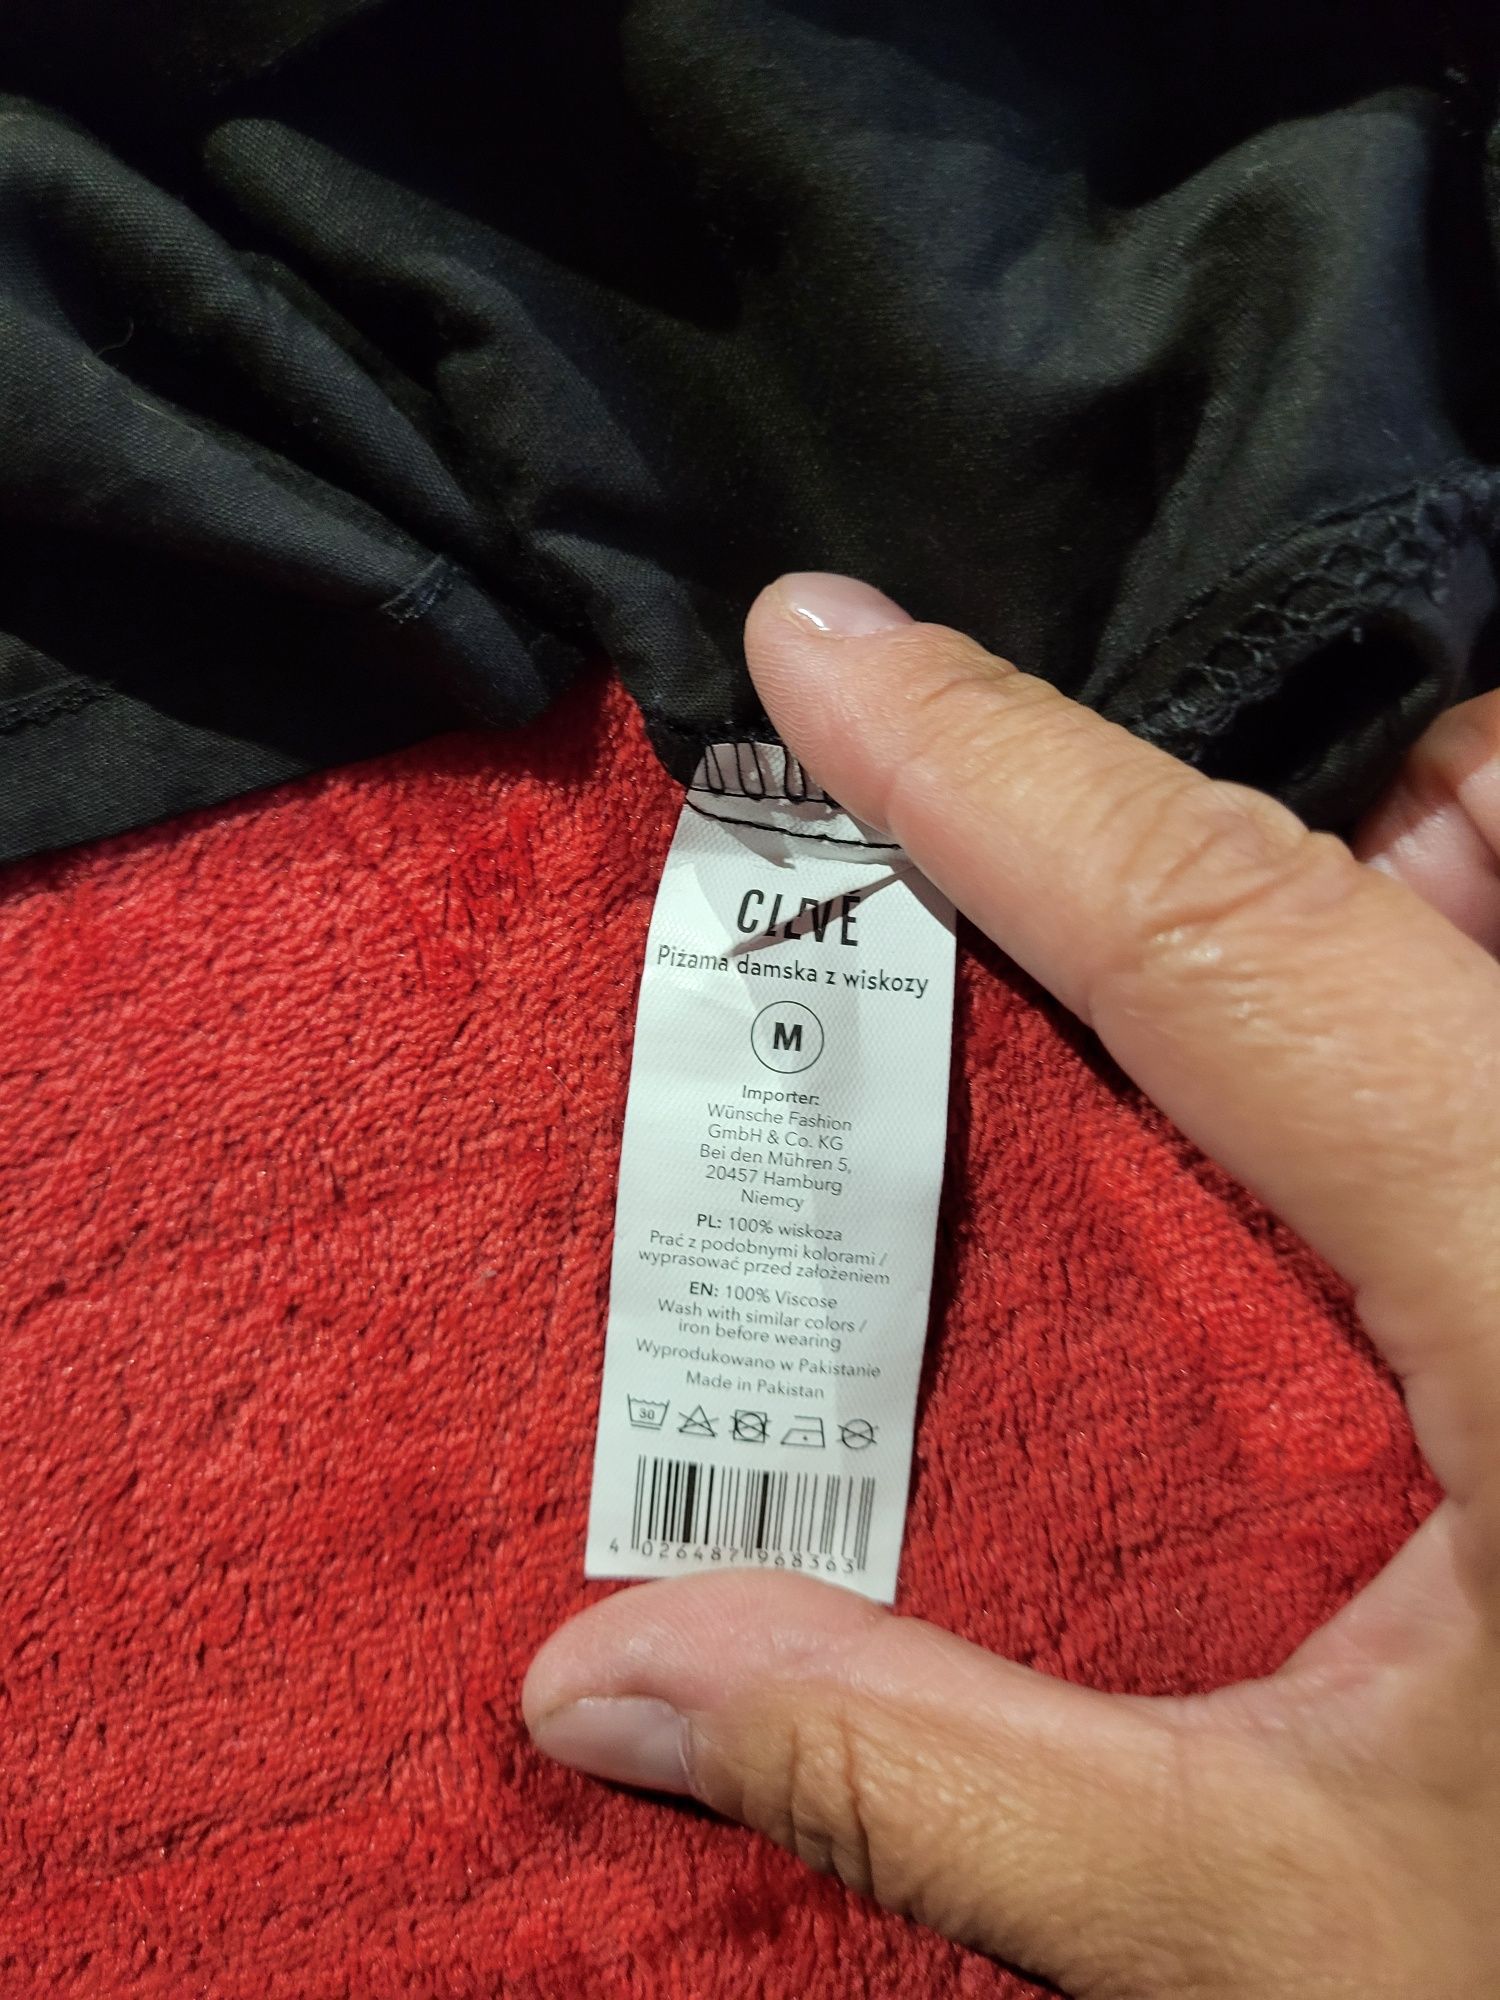 CLEVÉ
Piżama damska z wiskozy
M
Importer:
Wünsche Fashion
GmbH & Co. KG
Bei den Mühren 5,
20457 Hamburg
Niemcy
PL: 100% wiskoza
Prać z podobnymi kolorami /
wyprasować przed założeniem
EN: 100% Viscose
Wash with similar colors /
iron before wearing
Wyprodukowano w Pakistanie
Made in Pakistan
30
4 026487 968363